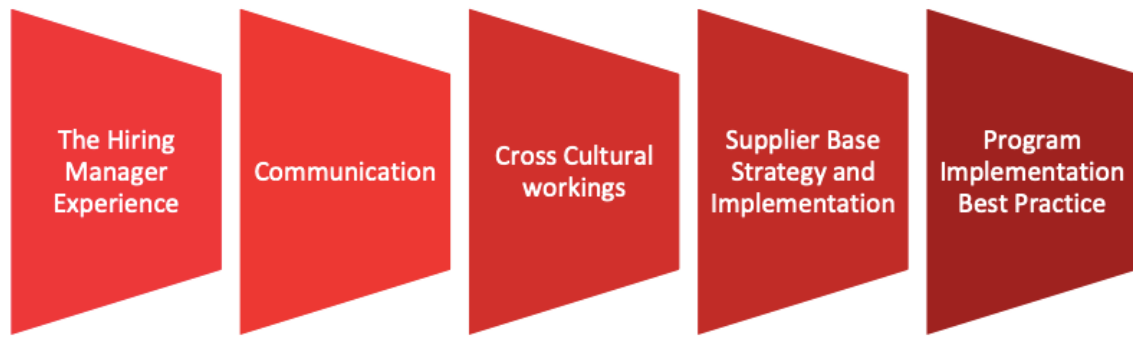 The Hiring
Manager
Experience
Communication
Cross Cultural
workings
Supplier Base
Strategy and
Implementation
Program
Implementation
Best Practice